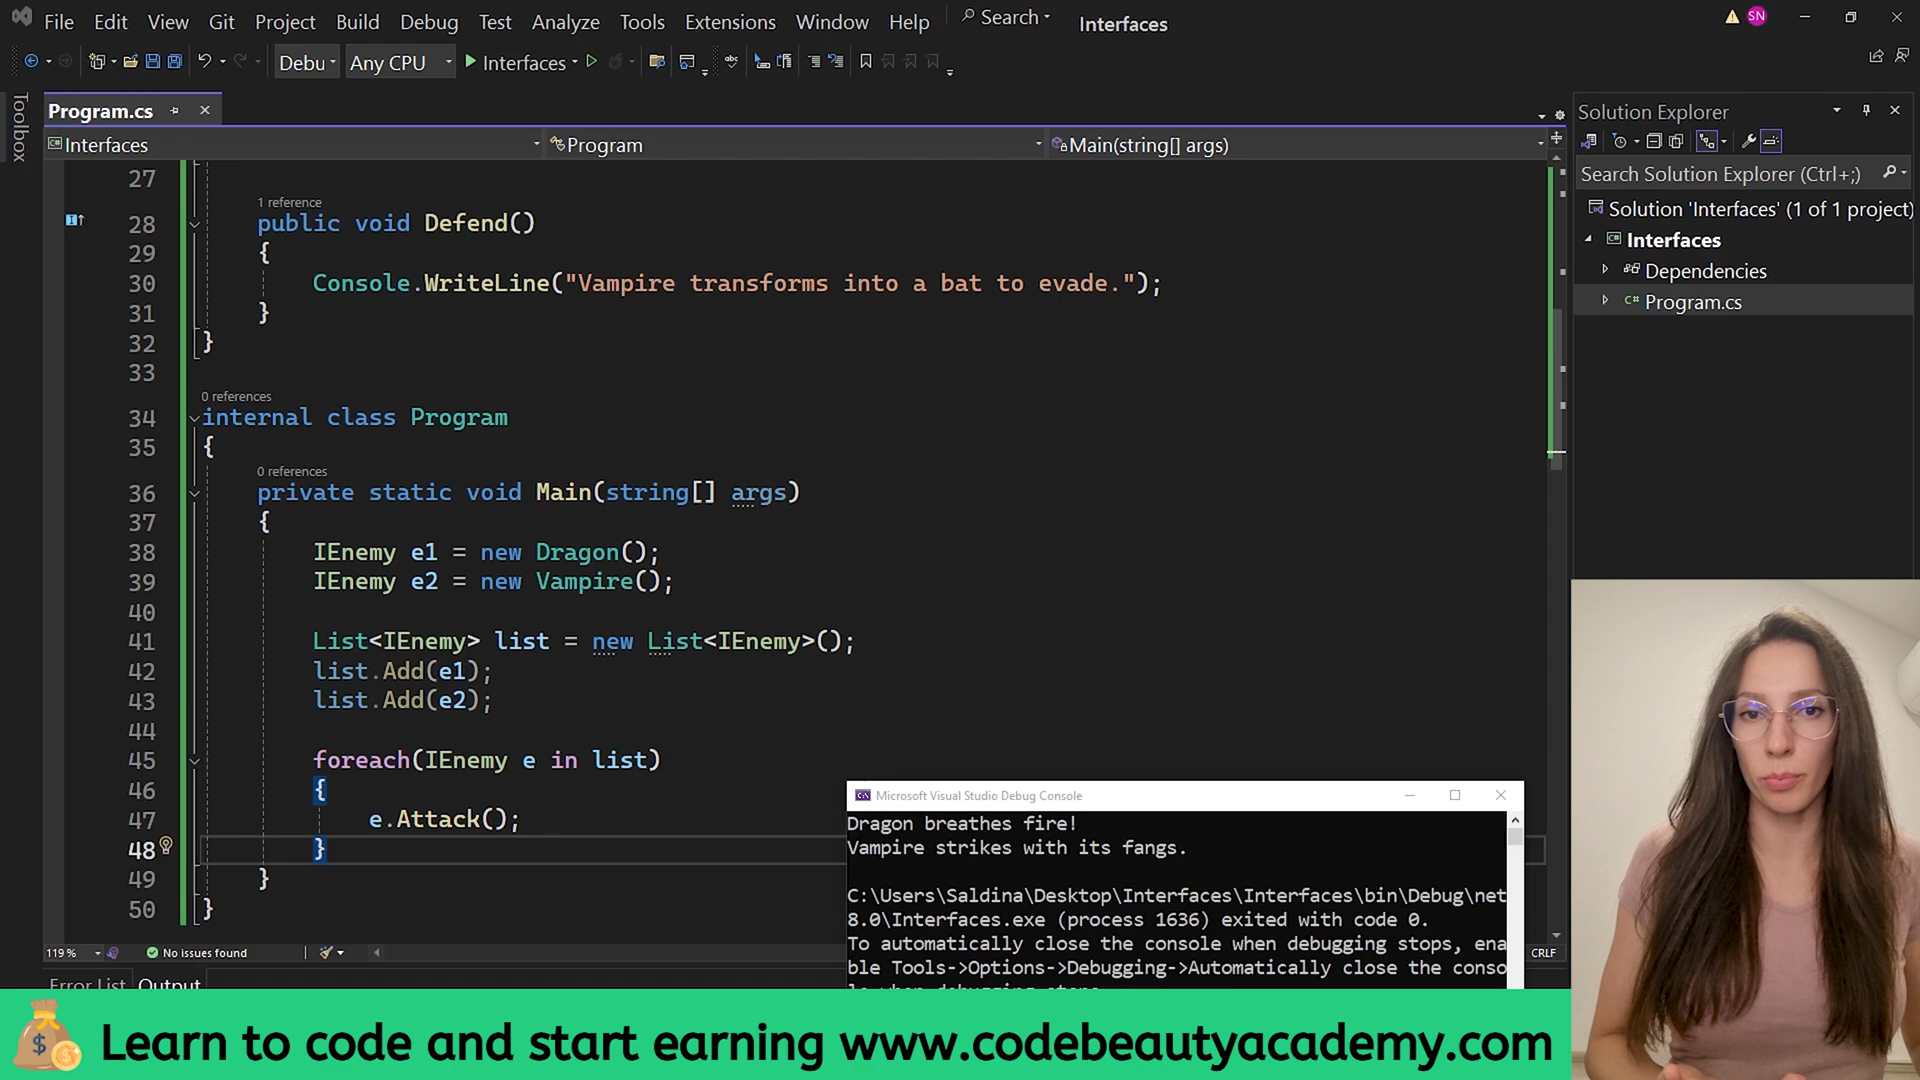 File Edit View Git Project Build Debug Test Analyze Tools Extensions Window Help Search Interfaces SN
Debu Any CPU Interfaces
Toolbox
Program.cs
Interfaces Program Main(string[] args)
27
1 reference
28 public void Defend()
29 {
30 Console.WriteLine("Vampire transforms into a bat to evade.");
31 }
32 }
33
0 references
34 internal class Program
35 {
0 references
36 private static void Main(string[] args)
37 {
38 IEnemy e1 = new Dragon();
39 IEnemy e2 = new Vampire();
40
41 List<IEnemy> list = new List<IEnemy>();
42 list.Add(e1);
43 list.Add(e2);
44
45 foreach(IEnemy e in list)
46 {
47 e.Attack();
48 }
49 }
50 }
119 % No issues found CRLF
Error List Output
Solution Explorer
Search Solution Explorer (Ctrl+;)
Solution 'Interfaces' (1 of 1 project)
Interfaces
Dependencies
C# Program.cs
Microsoft Visual Studio Debug Console
Dragon breathes fire!
Vampire strikes with its fangs.
C:\Users\Saldina\Desktop\Interfaces\Interfaces\bin\Debug\net
8.0\Interfaces.exe (process 1636) exited with code 0.
To automatically close the console when debugging stops, ena
ble Tools->Options->Debugging->Automatically close the conso
le when debugging stops.
Learn to code and start earning www.codebeautyacademy.com